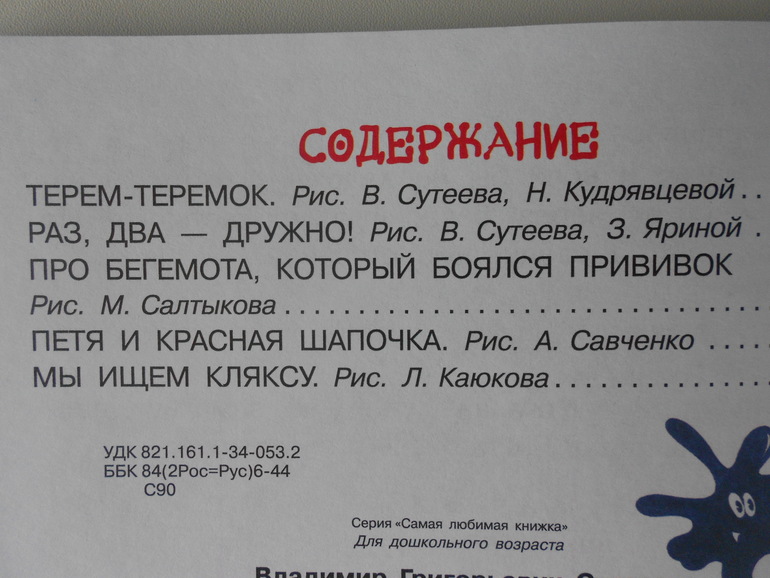 СОДЕРЖАНИЕ
ТЕРЕМ-ТЕРЕМОК. Рис. В. Сутеева, Н. Кудрявцевой ..
РАЗ, ДВА — ДРУЖНО! Рис. В. Сутеева, З. Яриной .
ПРО БЕГЕМОТА, КОТОРЫЙ БОЯЛСЯ ПРИВИВОК
Рис. М. Салтыкова ..................................
ПЕТЯ И КРАСНАЯ ШАПОЧКА. Рис. А. Савченко ....
МЫ ИЩЕМ КЛЯКСУ. Рис. Л. Каюкова ...............
УДК 821.161.1-34-053.2
ББК 84(2Рос=Рус)6-44
С90
Серия «Самая любимая книжка»
Для дошкольного возраста
Владимир Григорьевич